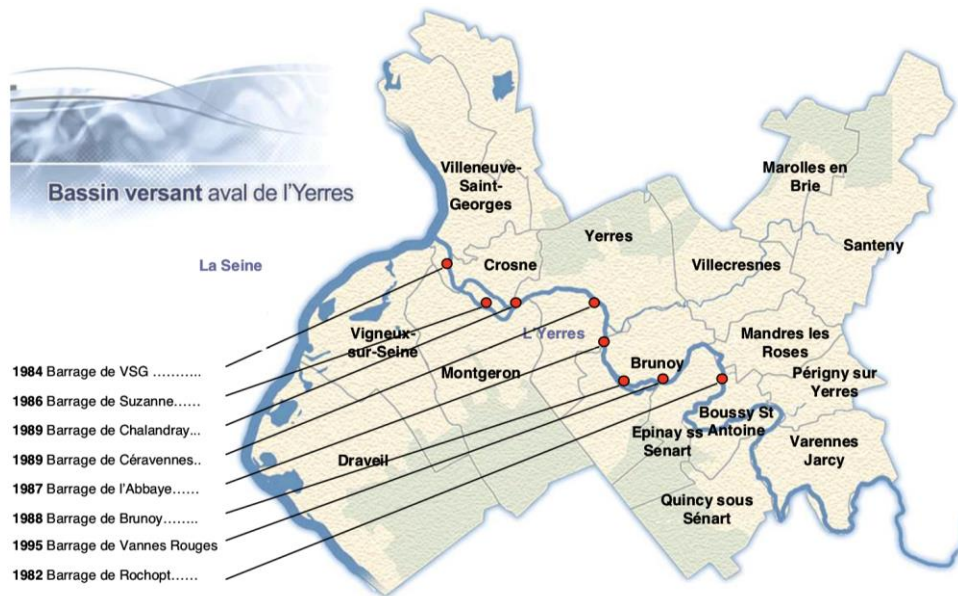 Bassin versant aval de l'Yerres
La Seine
Villeneuve-
Saint-
Georges
Marolles en
Brie
Yerres
Crosne
Villecresnes
Santeny
L'Yerres
Vigneux-
sur-Seine
Montgeron
Mandres les
Roses
Brunoy
Périgny sur
Yerres
Boussy St
Antoine
Epinay ss
Senart
Draveil
Varennes
Jarcy
Quincy sous
Sénart
1984 Barrage de VSG ...........
1986 Barrage de Suzanne......
1989 Barrage de Chalandray...
1989 Barrage de Céravennes..
1987 Barrage de l'Abbaye......
1988 Barrage de Brunoy........
1995 Barrage de Vannes Rouges
1982 Barrage de Rochopt......